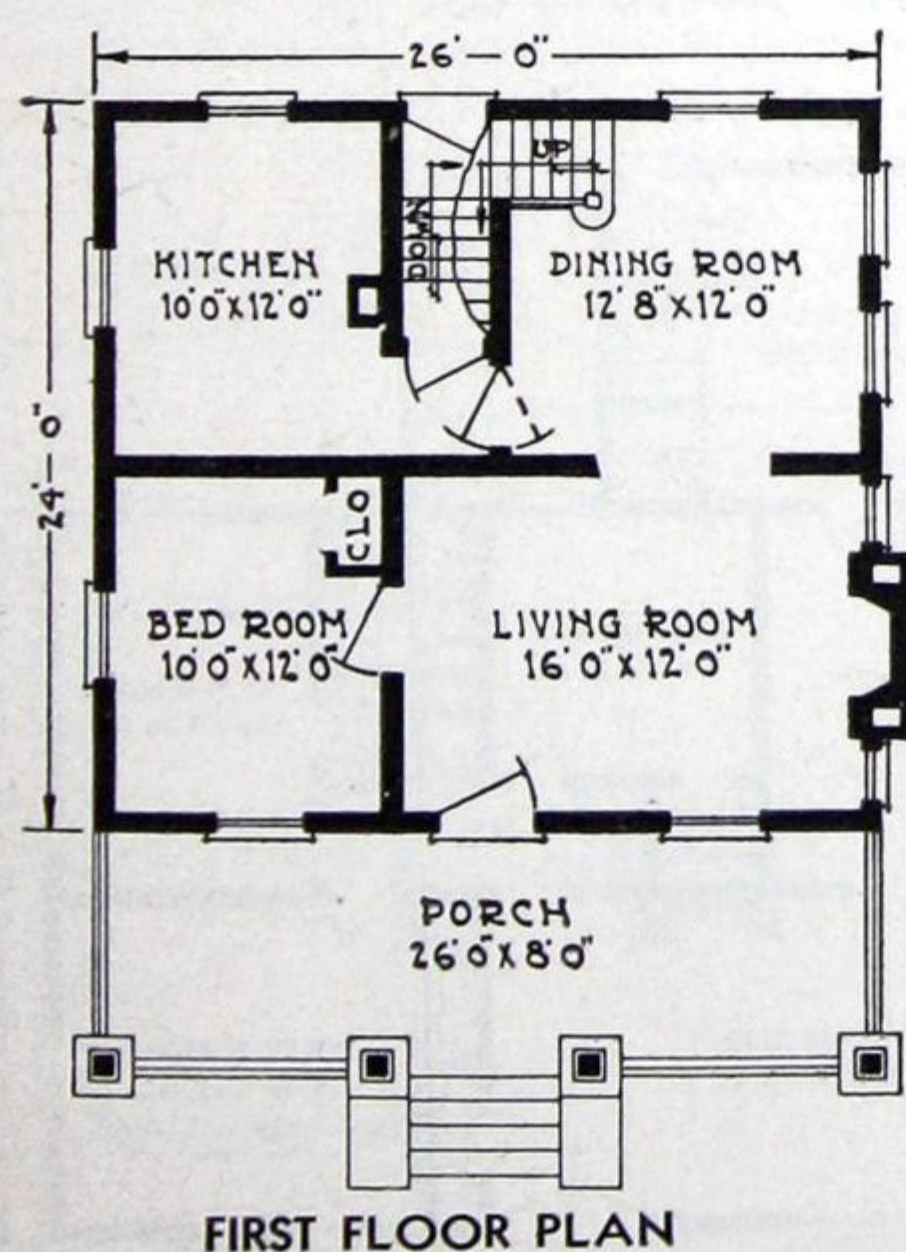 26'—0"
UP
DOWN
KITCHEN
10'0"X12'0"
DINING ROOM
12'8"X12'0"
24'—0"
CLO
BED ROOM
10'0"X12'0"
LIVING ROOM
16'0"X12'0"
PORCH
26'0"X8'0"
FIRST FLOOR PLAN